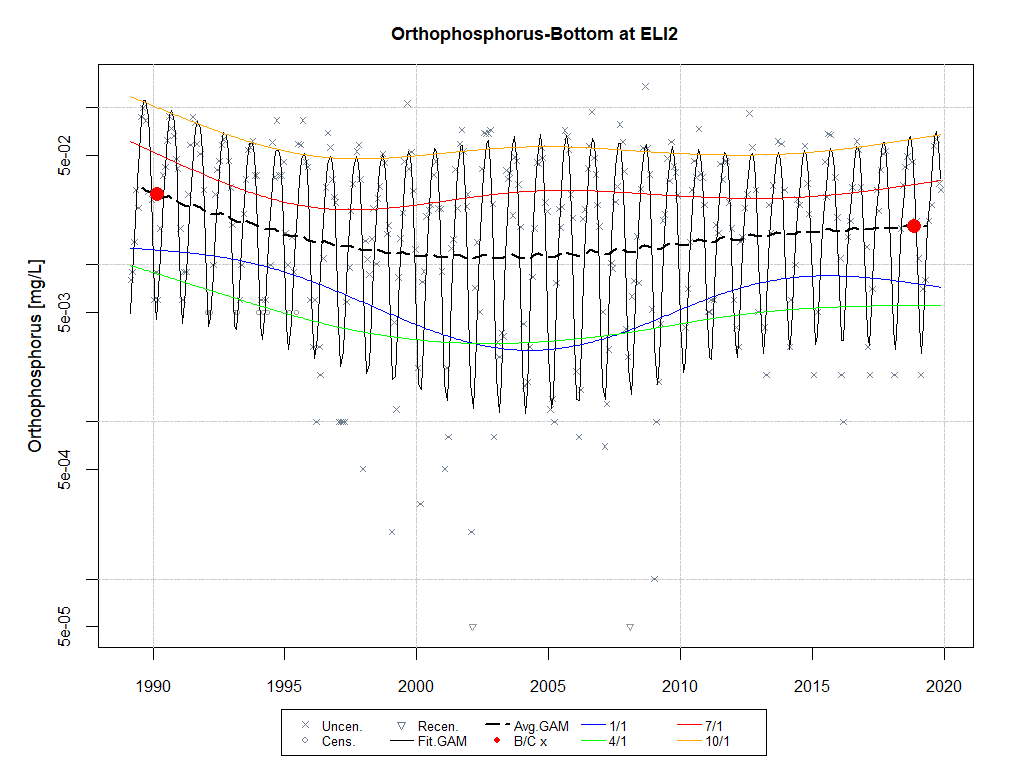 Orthophosphorus-Bottom at ELI2
Orthophosphorus [mg/L]
5e-02
5e-03
5e-04
5e-05
1990 1995 2000 2005 2010 2015 2020
Uncen. Recen. Avg.GAM 1/1 7/1
Cens. Fit.GAM B/C x 4/1 10/1